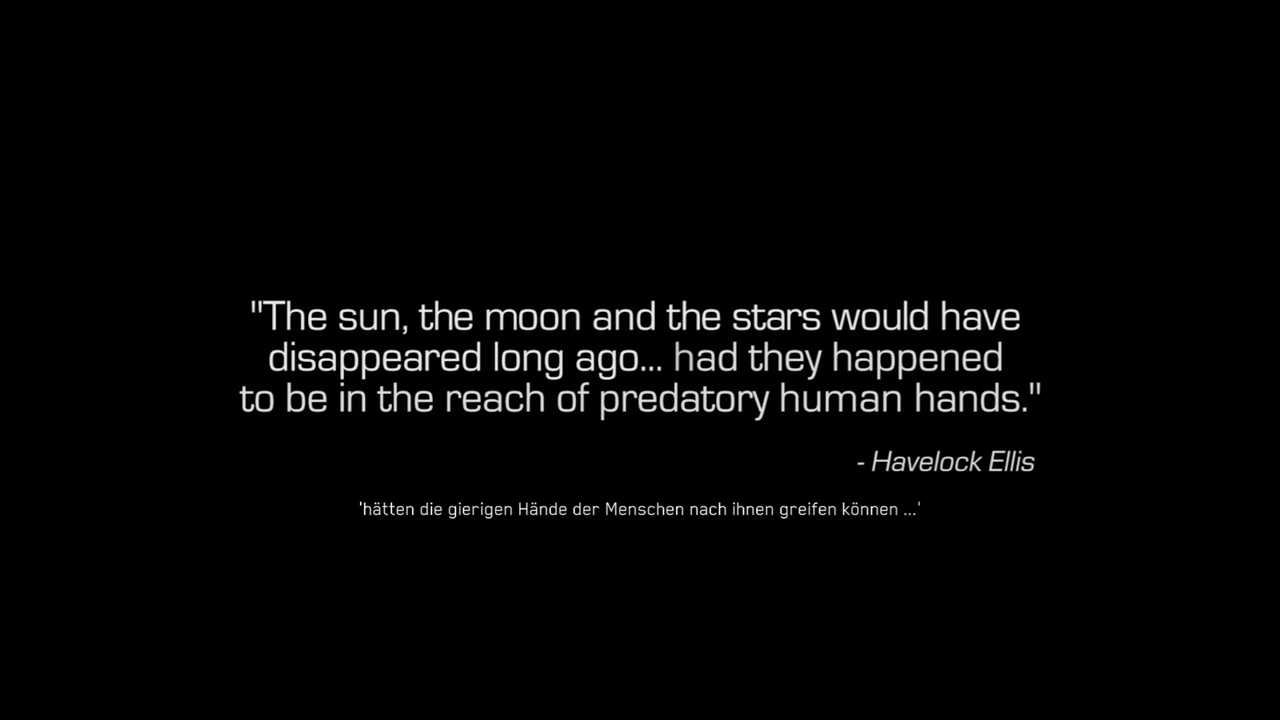 "The sun, the moon and the stars would have
disappeared long ago... had they happened
to be in the reach of predatory human hands."
- Havelock Ellis
'hätten die gierigen Hände der Menschen nach ihnen greifen können ...'